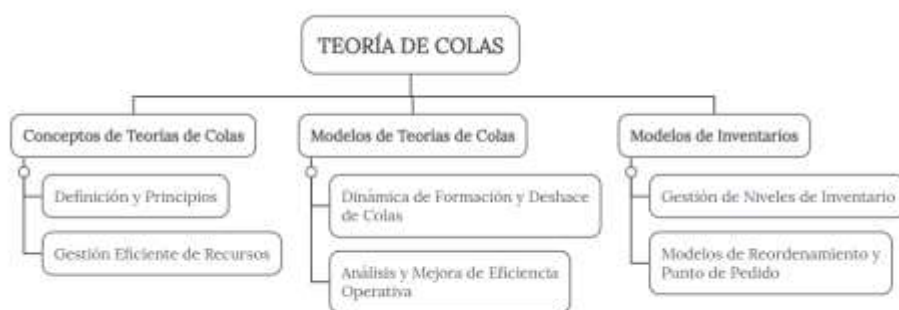 TEORÍA DE COLAS
Conceptos de Teorías de Colas
Definición y Principios
Gestión Eficiente de Recursos
Modelos de Teorías de Colas
Dinámica de Formación y Deshace
de Colas
Análisis y Mejora de Eficiencia
Operativa
Modelos de Inventarios
Gestión de Niveles de Inventario
Modelos de Reordenamiento y
Punto de Pedido